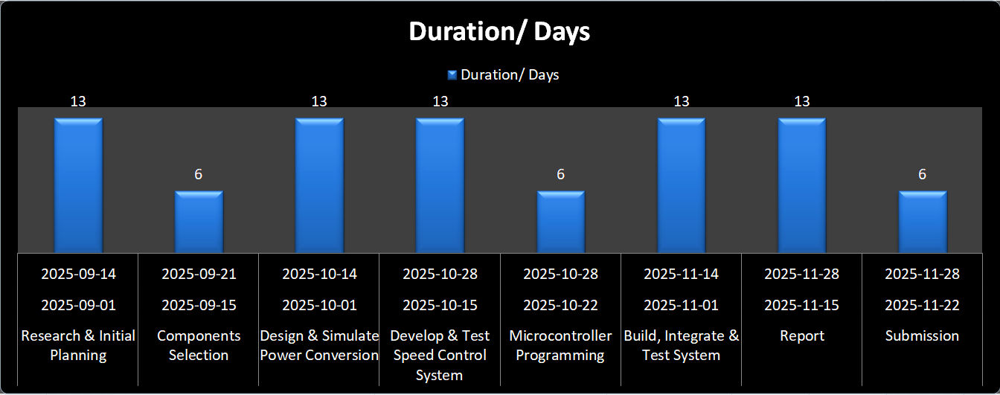 Duration/ Days
Duration/ Days
13
6
13
13
6
13
13
6
2025-09-14
2025-09-21
2025-10-14
2025-10-28
2025-10-28
2025-11-14
2025-11-28
2025-11-28
2025-09-01
2025-09-15
2025-10-01
2025-10-15
2025-10-22
2025-11-01
2025-11-15
2025-11-22
Research & Initial
Planning
Components
Selection
Design & Simulate
Power Conversion
Develop & Test
Speed Control
System
Microcontroller
Programming
Build, Integrate &
Test System
Report
Submission